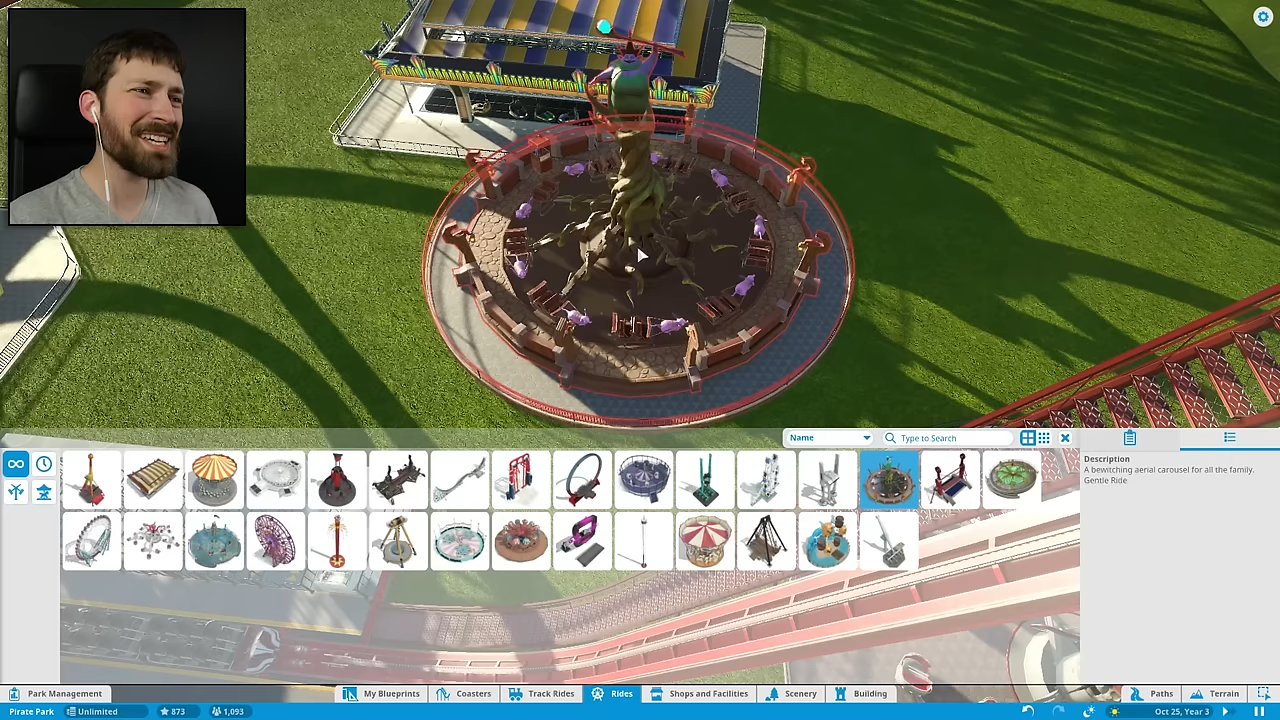 Name
Type to Search
Description
A bewitching aerial carousel for all the family.
Gentle Ride
Park Management
My Blueprints
Coasters
Track Rides
Rides
Shops and Facilities
Scenery
Building
Paths
Terrain
Pirate Park
Unlimited
873
1,093
Oct 25, Year 3